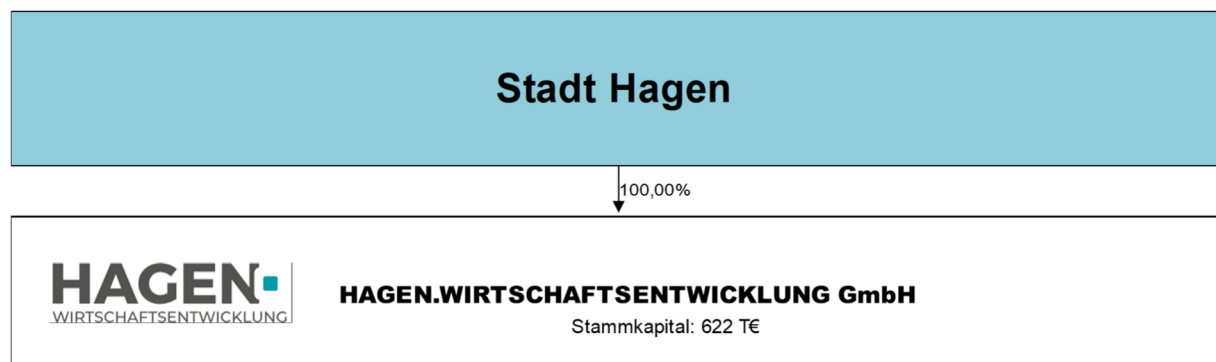 Stadt Hagen
100,00%
HAGEN
WIRTSCHAFTSENTWICKLUNG
HAGEN.WIRTSCHAFTSENTWICKLUNG GmbH
Stammkapital: 622 T€